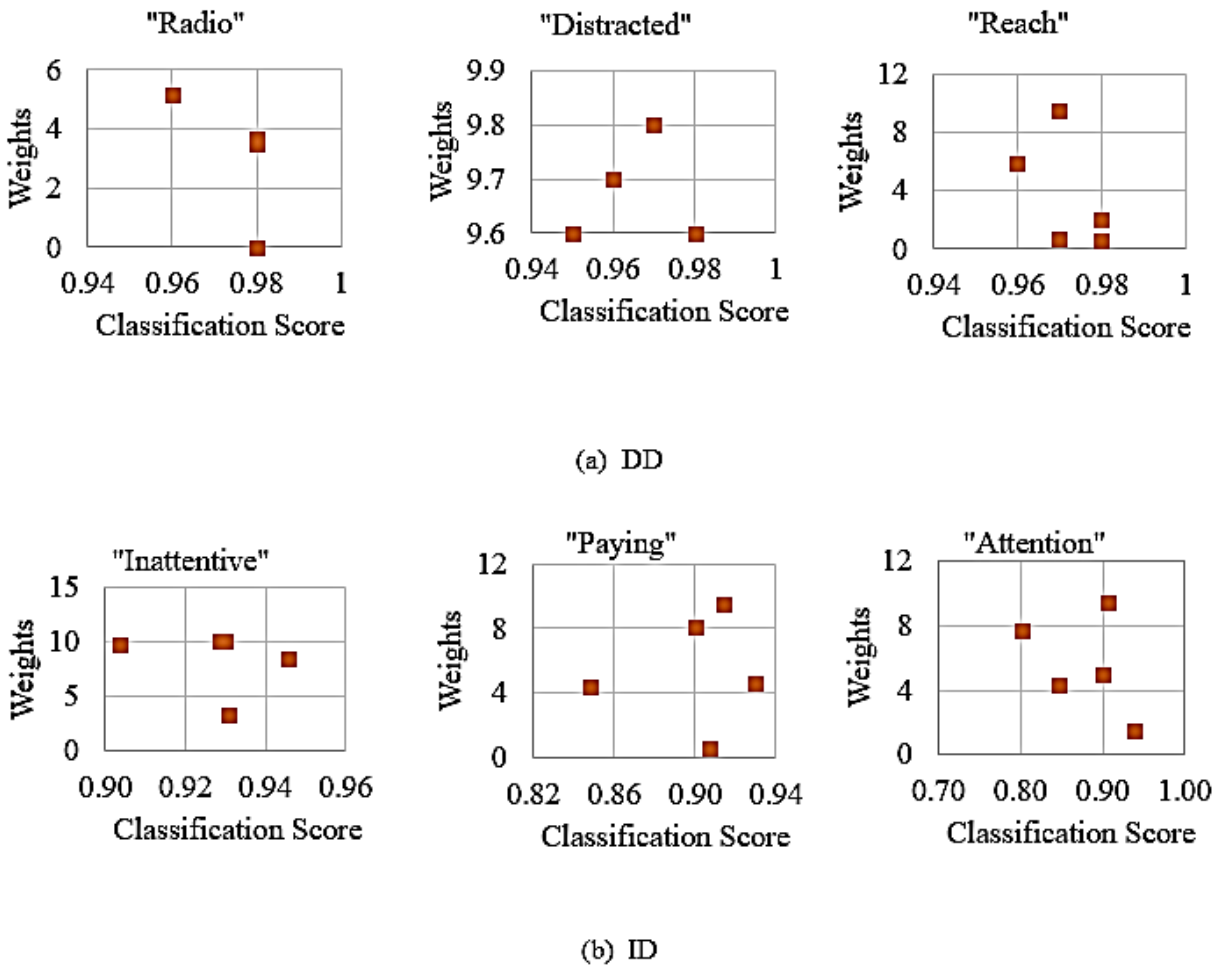 "Radio"
6
4
2
0
Weights
0.94 0.96 0.98 1
Classification Score
"Distracted"
9.9
9.8
9.7
9.6
Weights
0.94 0.96 0.98 1
Classification Score
"Reach"
12
8
4
0
Weights
0.94 0.96 0.98 1
Classification Score
(a) DD
"Inattentive"
15
10
5
0
Weights
0.90 0.92 0.94 0.96
Classification Score
"Paying"
12
8
4
0
Weights
0.82 0.86 0.90 0.94
Classification Score
"Attention"
12
8
4
0
Weights
0.70 0.80 0.90 1.00
Classification Score
(b) ID